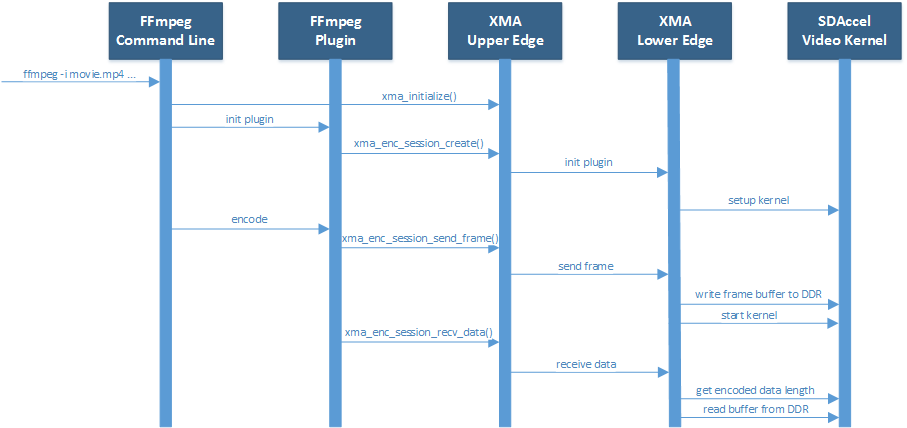 FFmpeg
Command Line
FFmpeg
Plugin
XMA
Upper Edge
XMA
Lower Edge
SDAccel
Video Kernel
ffmpeg -i movie.mp4 ...
xma_initialize()
init plugin
xma_enc_session_create()
init plugin
setup kernel
encode
xma_enc_session_send_frame()
send frame
write frame buffer to DDR
start kernel
xma_enc_session_recv_data()
receive data
get encoded data length
read buffer from DDR